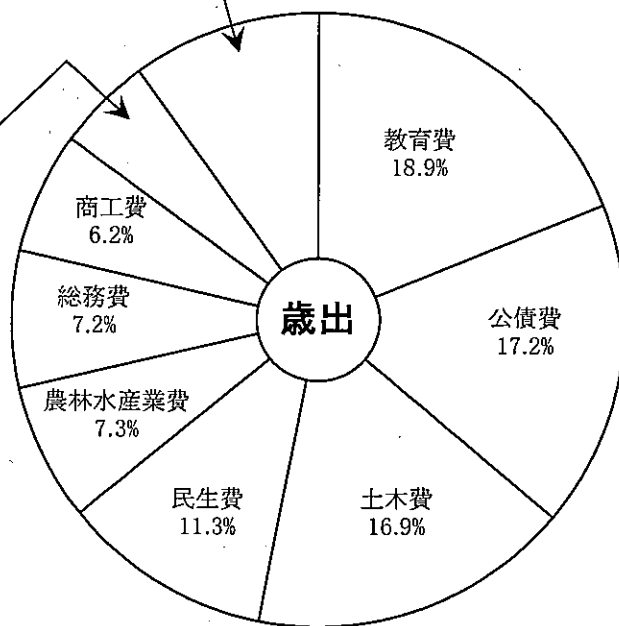 教育費
18.9%
公債費
17.2%
土木費
16.9%
民生費
11.3%
農林水産業費
7.3%
総務費
7.2%
商工費
6.2%
歳出